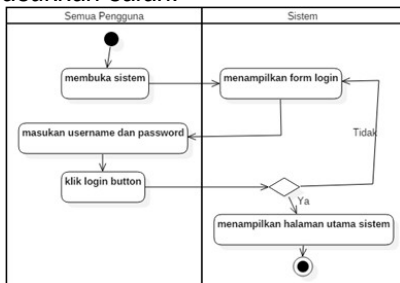 Semua Pengguna
Sistem
membuka sistem
menampilkan form login
masukan username dan password
Tidak
klik login button
Ya
menampilkan halaman utama sistem